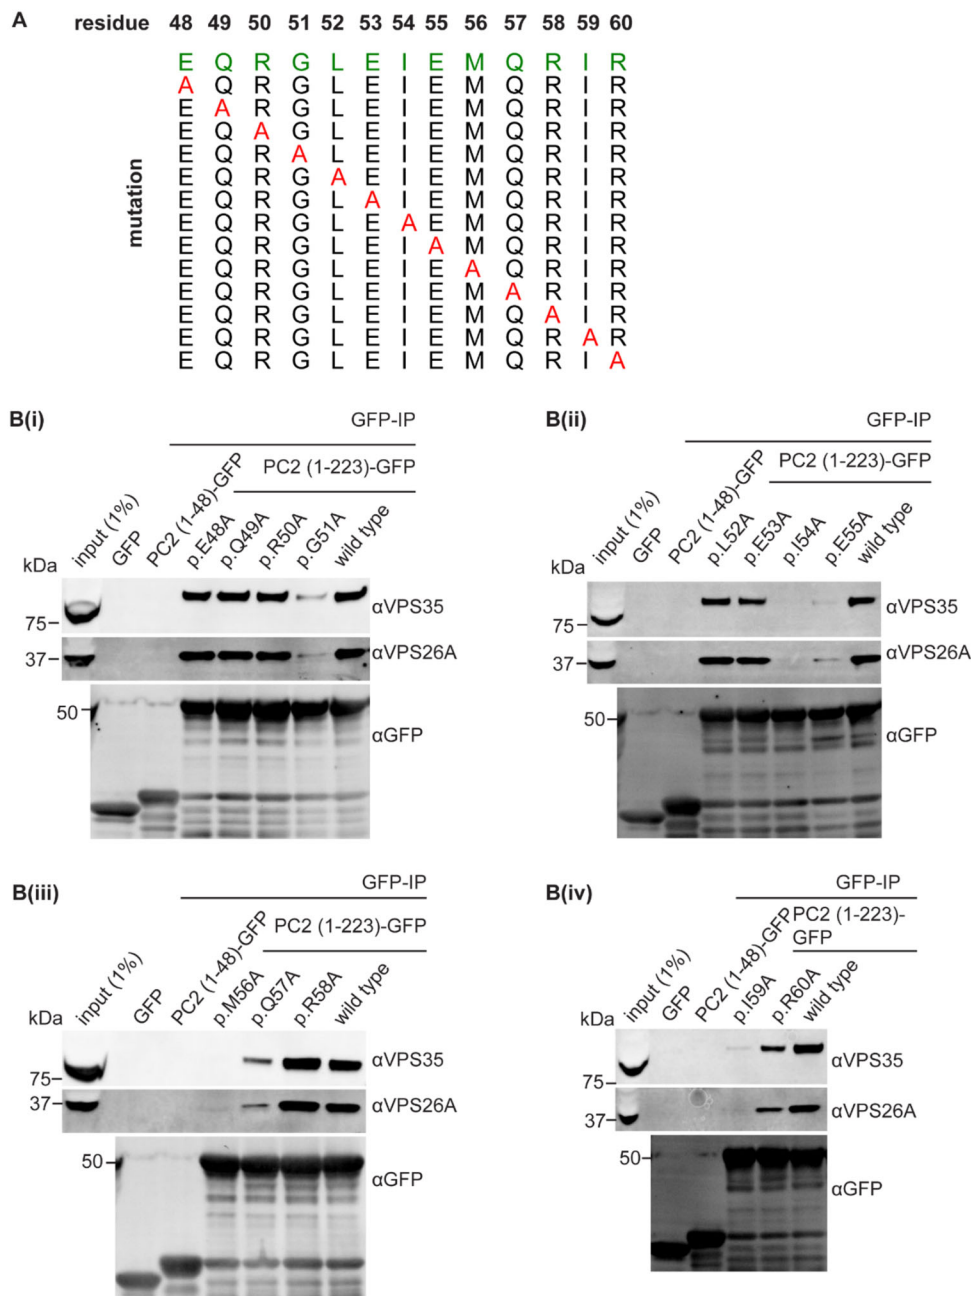 A
residue 48 49 50 51 52 53 54 55 56 57 58 59 60
E Q R G L E I E M Q R I R
A Q R G L E I E M Q R I R
E A R G L E I E M Q R I R
E Q A G L E I E M Q R I R
E Q R A L E I E M Q R I R
E Q R G A E I E M Q R I R
E Q R G L A I E M Q R I R
E Q R G L E A E M Q R I R
E Q R G L E I A M Q R I R
E Q R G L E I E A Q R I R
E Q R G L E I E M A R I R
E Q R G L E I E M Q A I R
E Q R G L E I E M Q R A R
E Q R G L E I E M Q R I A
mutation
B(i)
GFP-IP
PC2 (1-223)-GFP
input (1%) GFP PC2 (1-48)-GFP p.E48A p.Q49A p.R50A p.G51A wild type
kDa
75 αVPS35
37 αVPS26A
50 αGFP
B(ii)
GFP-IP
PC2 (1-223)-GFP
input (1%) GFP PC2 (1-48)-GFP p.L52A p.E53A p.I54A p.E55A wild type
kDa
75 αVPS35
37 αVPS26A
50 αGFP
B(iii)
GFP-IP
PC2 (1-223)-GFP
input (1%) GFP PC2 (1-48)-GFP p.M56A p.Q57A p.R58A wild type
kDa
75 αVPS35
37 αVPS26A
50 αGFP
B(iv)
GFP-IP
PC2 (1-223)-
GFP
input (1%) GFP PC2 (1-48)-GFP p.I59A p.R60A wild type
kDa
75 αVPS35
37 αVPS26A
50 αGFP